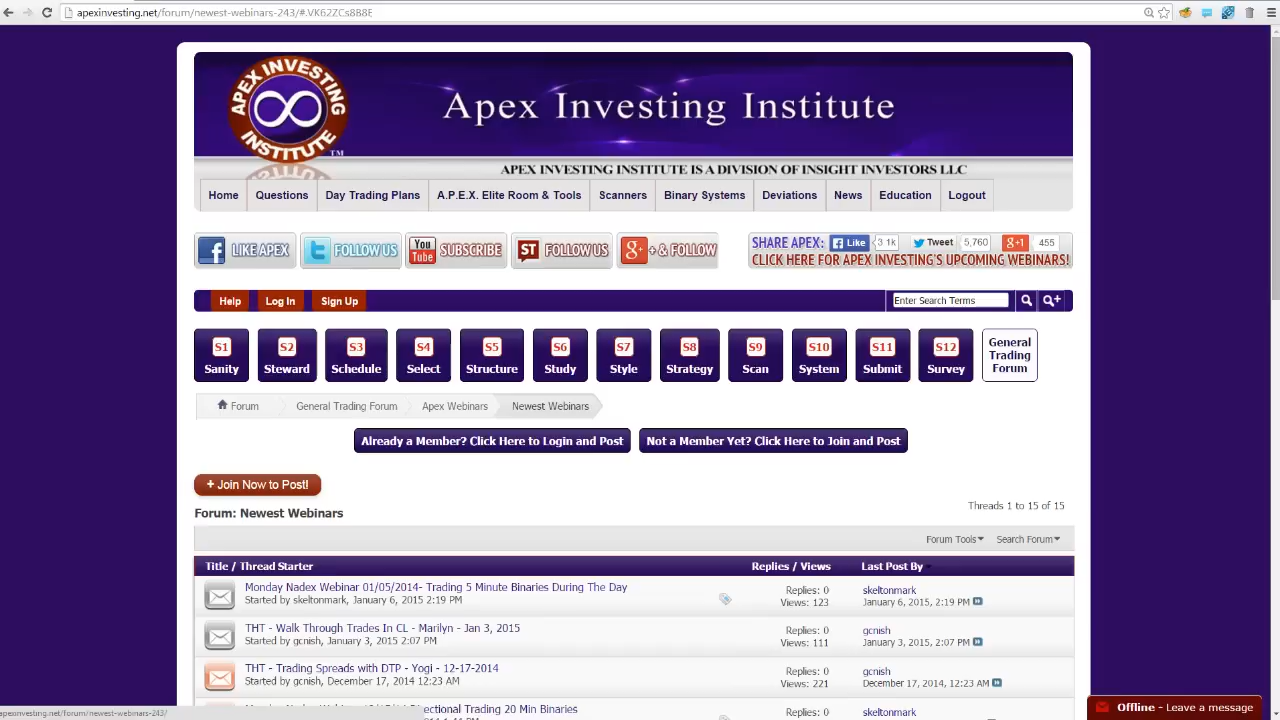 apexinvesting.net/forum/newest-webinars-243/#.VK62ZCs8B8E
APEX INVESTING
INSTITUTE
TM
Apex Investing Institute
APEX INVESTING INSTITUTE IS A DIVISION OF INSIGHT INVESTORS LLC
Home Questions Day Trading Plans A.P.E.X. Elite Room & Tools Scanners Binary Systems Deviations News Education Logout
f LIKE APEX FOLLOW US You Tube SUBSCRIBE ST FOLLOW US g+ + & FOLLOW
SHARE APEX: Like 3 1k Tweet 5,760 g+1 455
CLICK HERE FOR APEX INVESTING'S UPCOMING WEBINARS!
Help Log In Sign Up Enter Search Terms
S1 S2 S3 S4 S5 S6 S7 S8 S9 S10 S11 S12
Sanity Steward Schedule Select Structure Study Style Strategy Scan System Submit Survey
General
Trading
Forum
Forum General Trading Forum Apex Webinars Newest Webinars
Already a Member? Click Here to Login and Post Not a Member Yet? Click Here to Join and Post
+ Join Now to Post!
Threads 1 to 15 of 15
Forum: Newest Webinars
Forum Tools Search Forum
Title / Thread Starter Replies / Views Last Post By
Monday Nadex Webinar 01/05/2014- Trading 5 Minute Binaries During The Day Replies: 0 skeltonmark
Started by skeltonmark, January 6, 2015 2:19 PM Views: 123 January 6, 2015, 2:19 PM
THT - Walk Through Trades In CL - Marilyn - Jan 3, 2015 Replies: 0 gcnish
Started by gcnish, January 3, 2015 2:07 PM Views: 111 January 3, 2015, 2:07 PM
THT - Trading Spreads with DTP - Yogi - 12-17-2014 Replies: 0 gcnish
Started by gcnish, December 17, 2014 12:23 AM Views: 221 December 17, 2014, 12:23 AM
Directional Trading 20 Min Binaries Replies: 0 skeltonmark
apexinvesting.net/forum/newest-webinars-243/
Offline - Leave a message